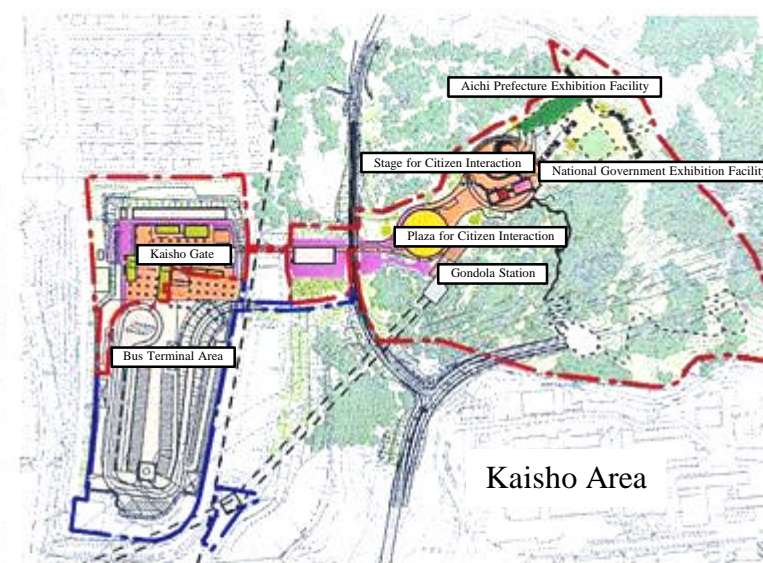 Aichi Prefecture Exhibition Facility
Stage for Citizen Interaction
National Government Exhibition Facility
Plaza for Citizen Interaction
Kaisho Gate
Gondola Station
Bus Terminal Area
Kaisho Area